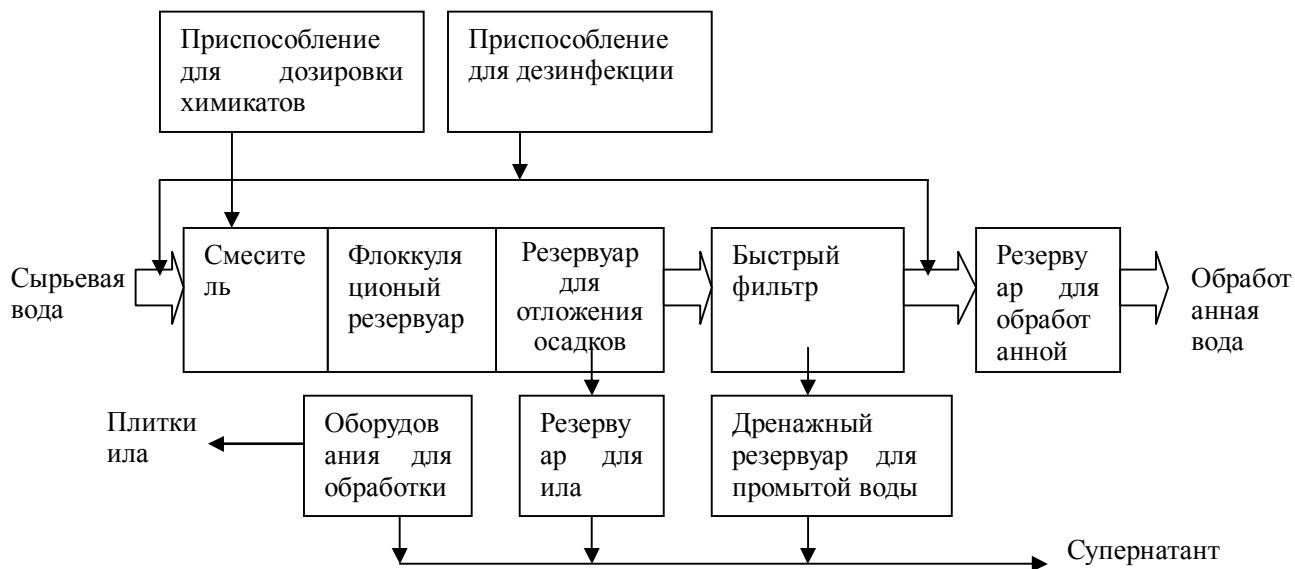 Приспособление
для дозировки
химикатов
Приспособление
для дезинфекции
Сырьевая
вода
Смесите
ль
Флоккуля
ционый
резервуар
Резервуар
для
отложения
осадков
Быстрый
фильтр
Резерву
ар для
обработ
анной
Обработ
анная
вода
Плитки
ила
Оборудов
ания для
обработки
Резерву
ар для
ила
Дренажный
резервуар для
промытой воды
Супернатант